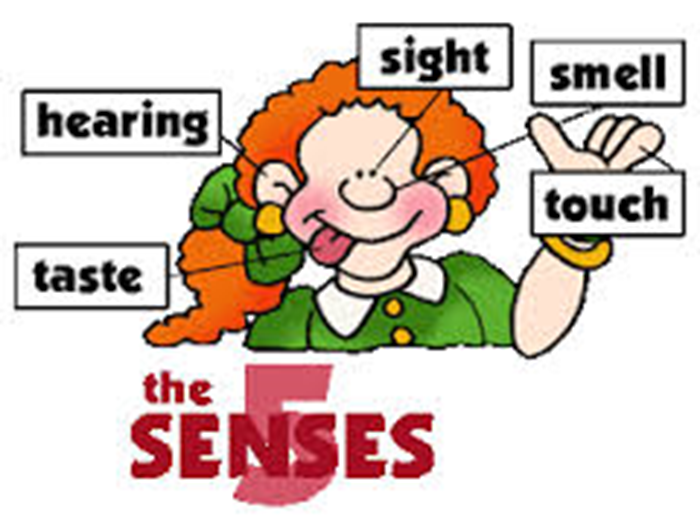 sight
smell
hearing
touch
taste
the
5
SENSES